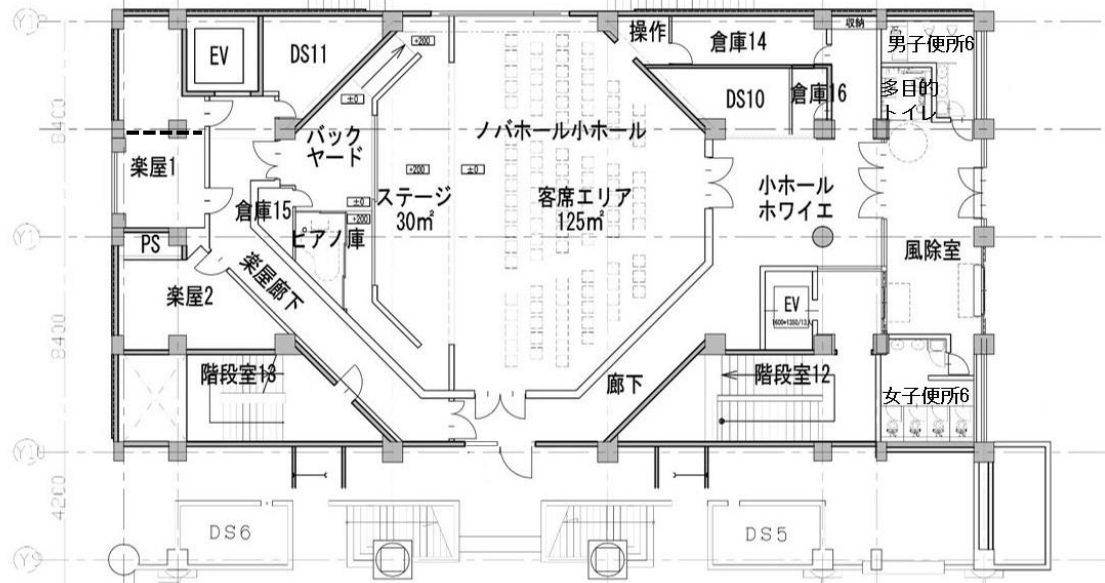 操作
倉庫14
収納
男子便所6
EV
DS11
+200
DS10
倉庫16
多目的
トイレ
±0
8400
バック
ヤード
ノバホール小ホール
楽屋1
+200
±0
ステージ
30㎡
客席エリア
125㎡
小ホール
ホワイエ
±0
+200
倉庫15
ピアノ庫
PS
風除室
楽屋廊下
楽屋2
EV
8400
階段室13
廊下
階段室12
女子便所6
4200
DS6
DS5